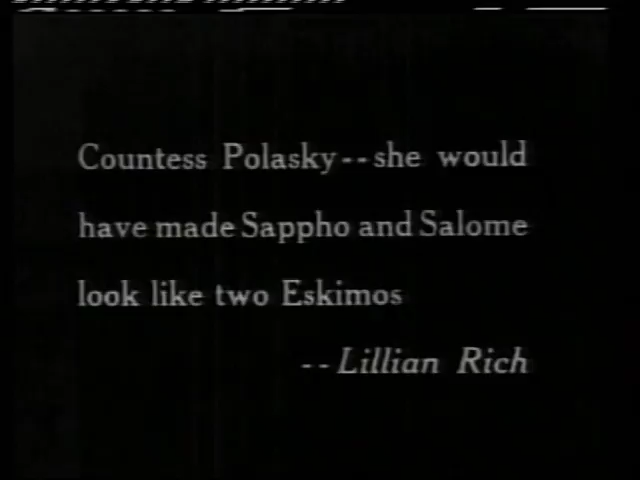 Countess Polasky--she would
have made Sappho and Salome
look like two Eskimos
--Lillian Rich